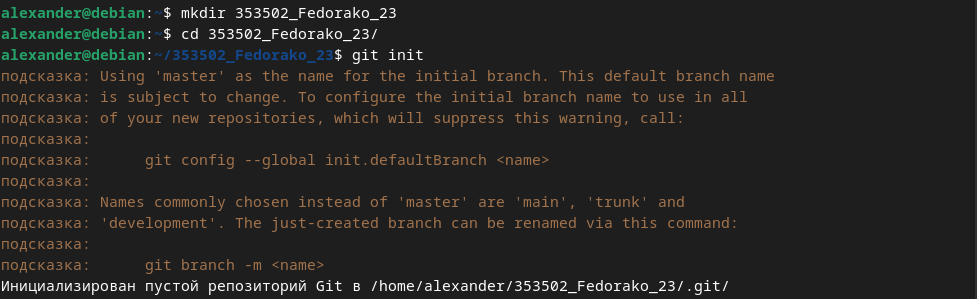 alexander@debian:~$ mkdir 353502_Fedorako_23
alexander@debian:~$ cd 353502_Fedorako_23/
alexander@debian:~/353502_Fedorako_23$ git init
подсказка: Using 'master' as the name for the initial branch. This default branch name
подсказка: is subject to change. To configure the initial branch name to use in all
подсказка: of your new repositories, which will suppress this warning, call:
подсказка:
подсказка:      git config --global init.defaultBranch <name>
подсказка:
подсказка: Names commonly chosen instead of 'master' are 'main', 'trunk' and
подсказка: 'development'. The just-created branch can be renamed via this command:
подсказка:
подсказка:      git branch -m <name>
Инициализирован пустой репозиторий Git в /home/alexander/353502_Fedorako_23/.git/